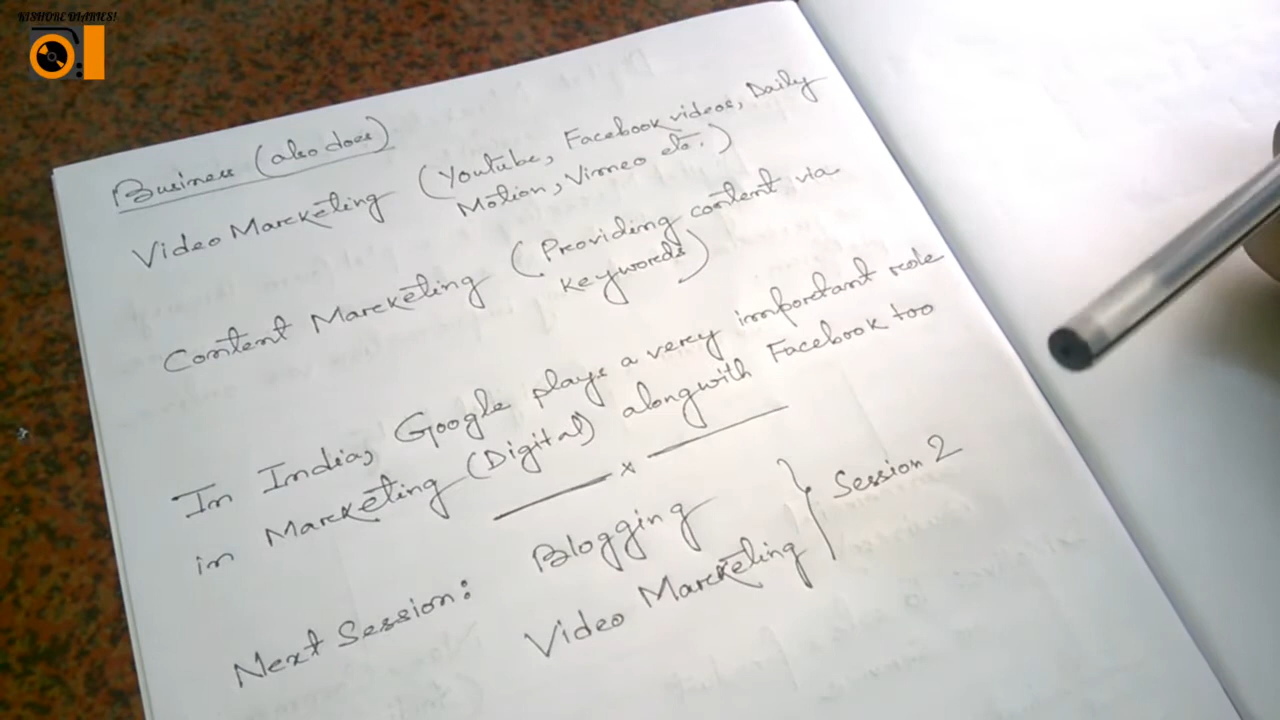 KISHORE DIARIES!
Business (also does)
Video Marketing (Youtube, Facebook videos, Daily
Motion, Vimeo etc.)
Content Marketing (Providing content via
keywords)
In India, Google plays a very important role
in Marketing (Digital) alongwith Facebook too
x
Next Session: Blogging
Video Marketing } Session 2